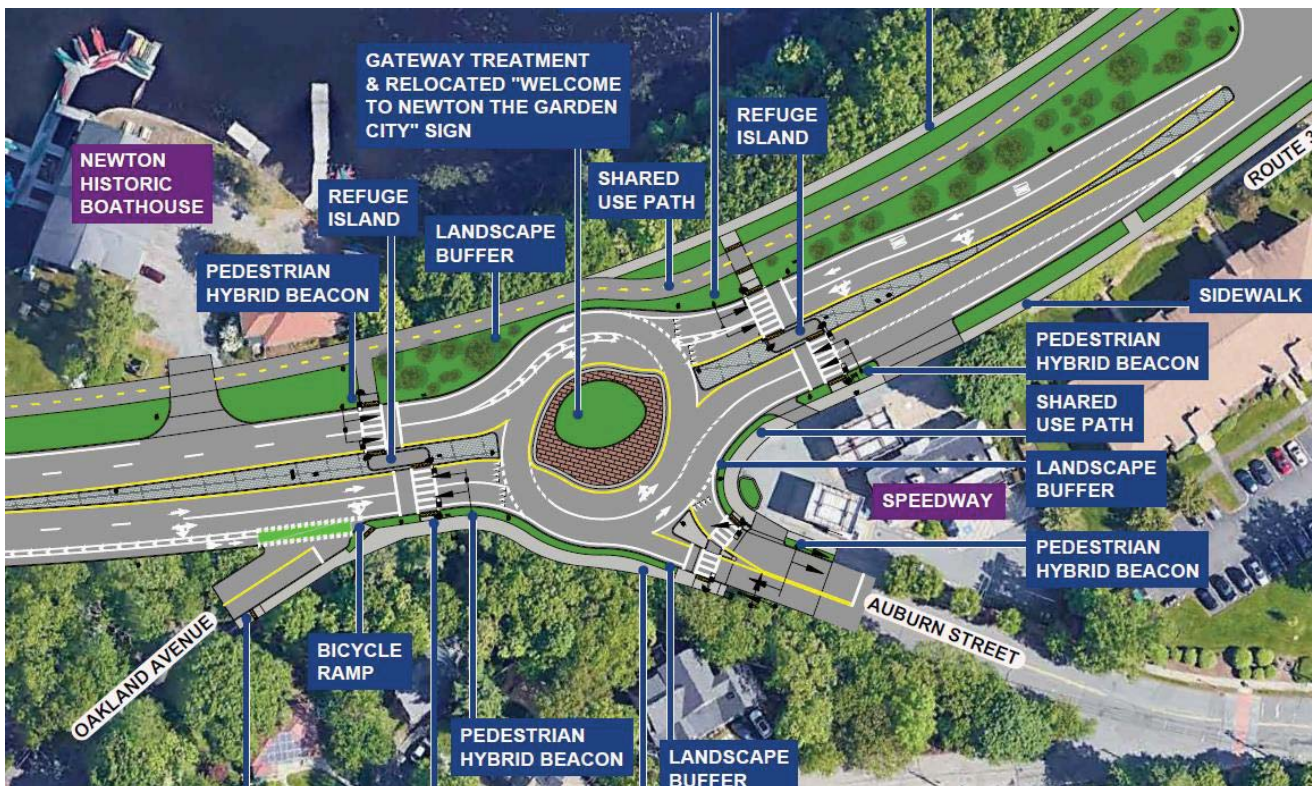 GATEWAY TREATMENT
& RELOCATED "WELCOME
TO NEWTON THE GARDEN
CITY" SIGN
REFUGE
ISLAND
NEWTON
HISTORIC
BOATHOUSE
REFUGE
ISLAND
SHARED
USE PATH
LANDSCAPE
BUFFER
PEDESTRIAN
HYBRID BEACON
ROUTE 3
SIDEWALK
PEDESTRIAN
HYBRID BEACON
SHARED
USE PATH
LANDSCAPE
BUFFER
SPEEDWAY
PEDESTRIAN
HYBRID BEACON
AUBURN STREET
OAKLAND AVENUE
BICYCLE
RAMP
PEDESTRIAN
HYBRID BEACON
LANDSCAPE
BUFFER